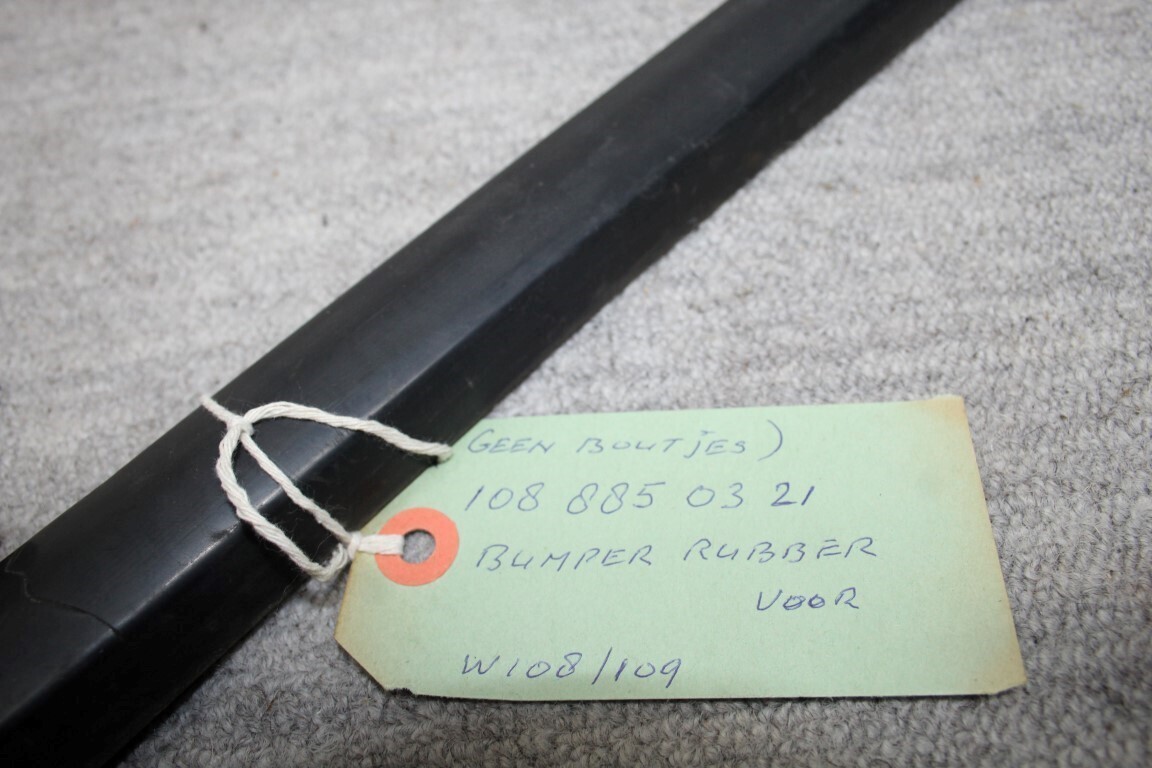 (GEEN BOUTJES)
108 885 03 21
BUMPER RUBBER
VOOR
W108/109